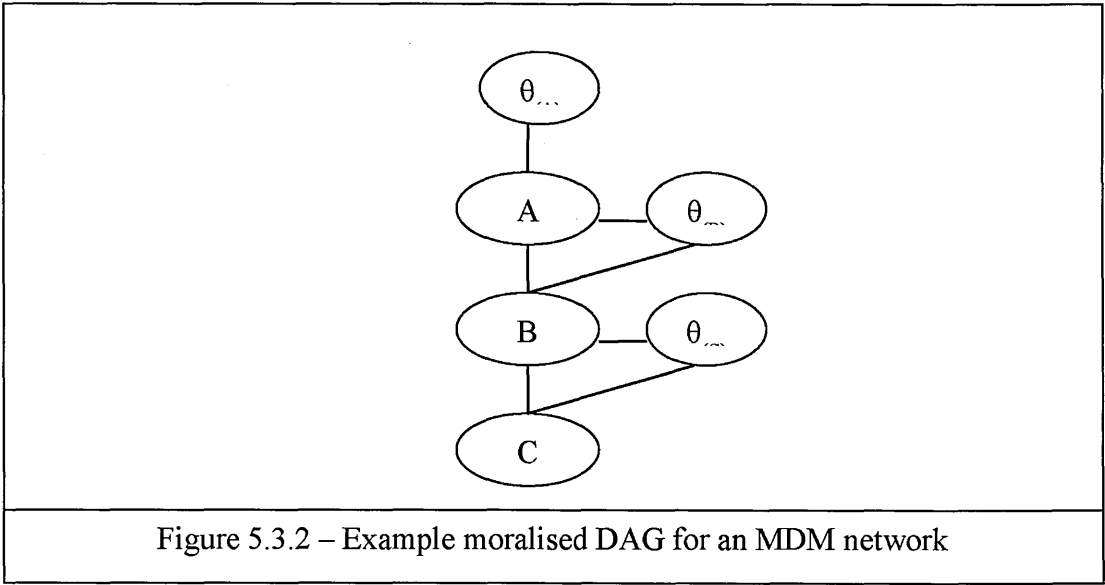 θ
A
θ
B
θ
C
Figure 5.3.2 – Example moralised DAG for an MDM network